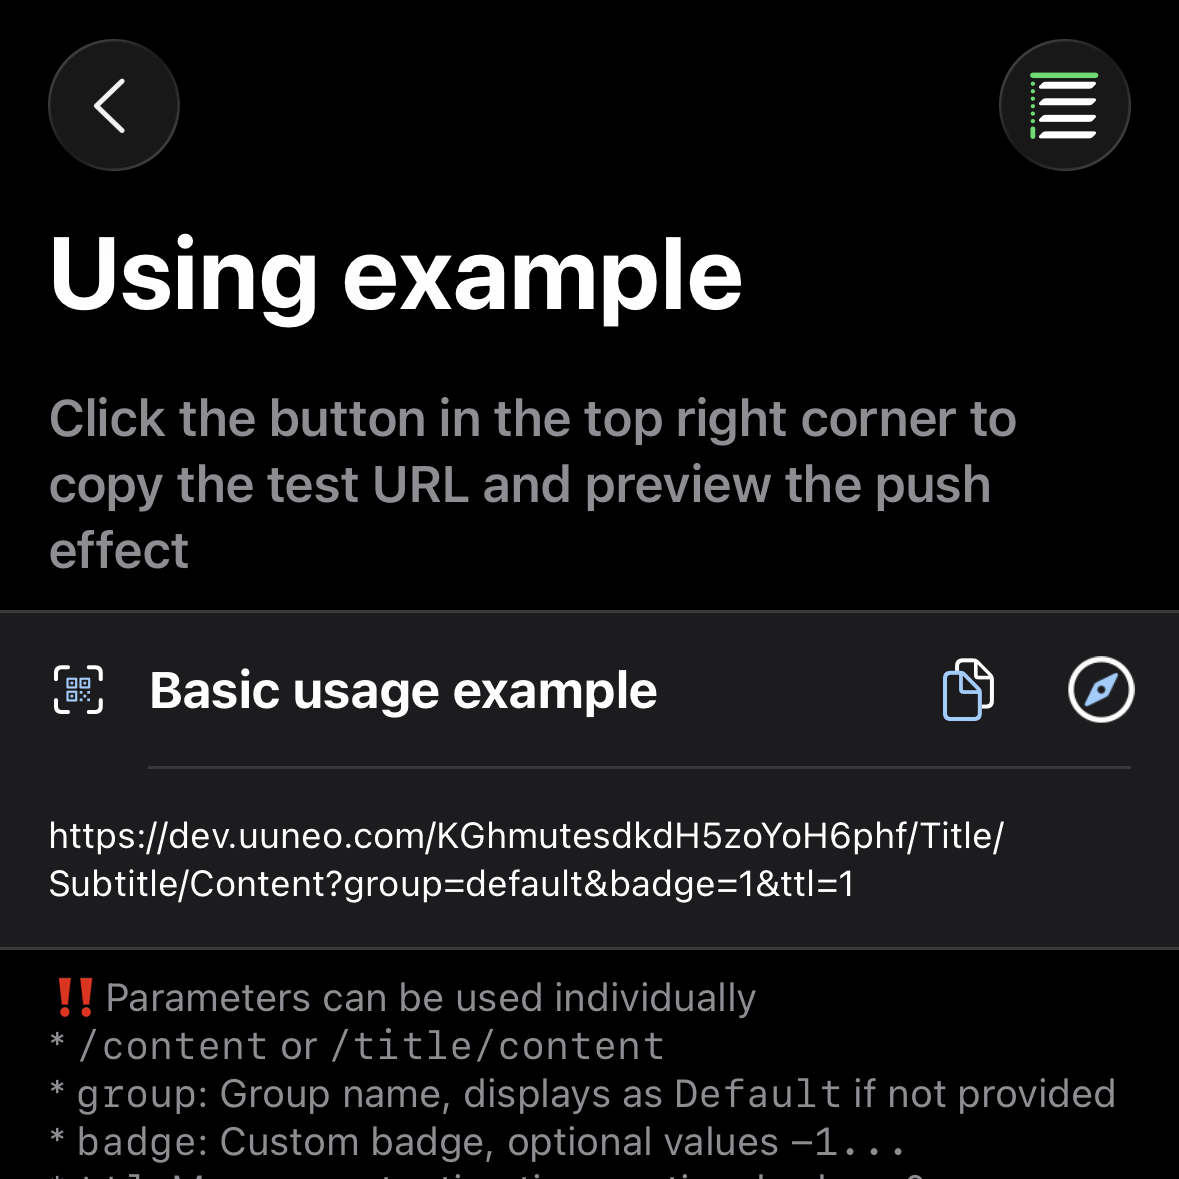 Using example
Click the button in the top right corner to
copy the test URL and preview the push
effect
Basic usage example
https://dev.uuneo.com/KGhmutesdkdH5zoYoH6phf/Title/
Subtitle/Content?group=default&badge=1&ttl=1
‼️Parameters can be used individually
* /content or /title/content
* group: Group name, displays as Default if not provided
* badge: Custom badge, optional values −1...